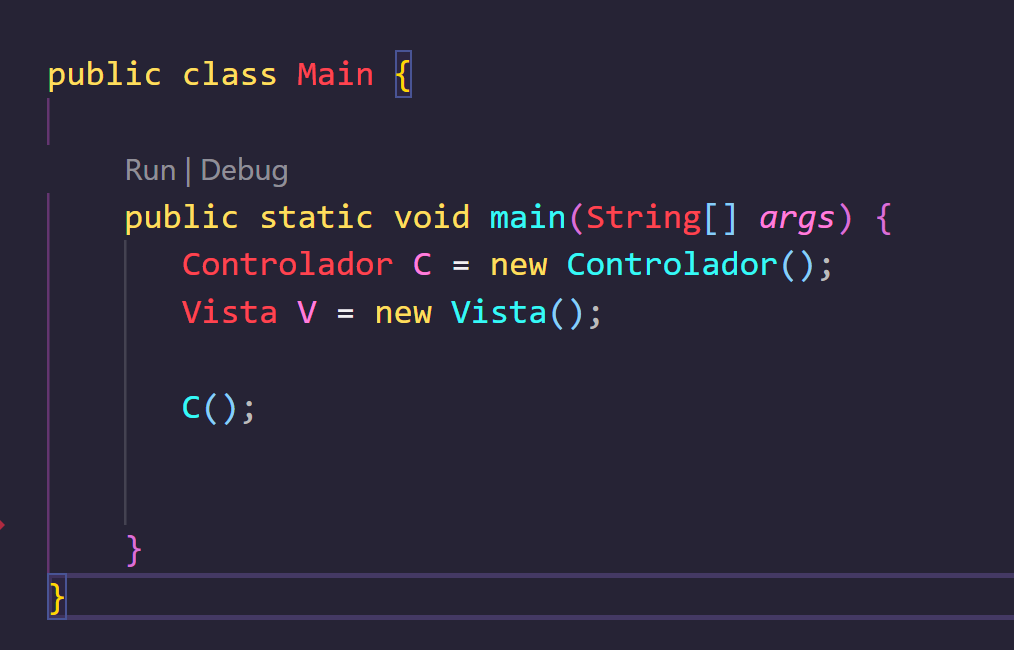 public class Main {
Run | Debug
public static void main(String[] args) {
Controlador C = new Controlador();
Vista V = new Vista();
C();
}
}